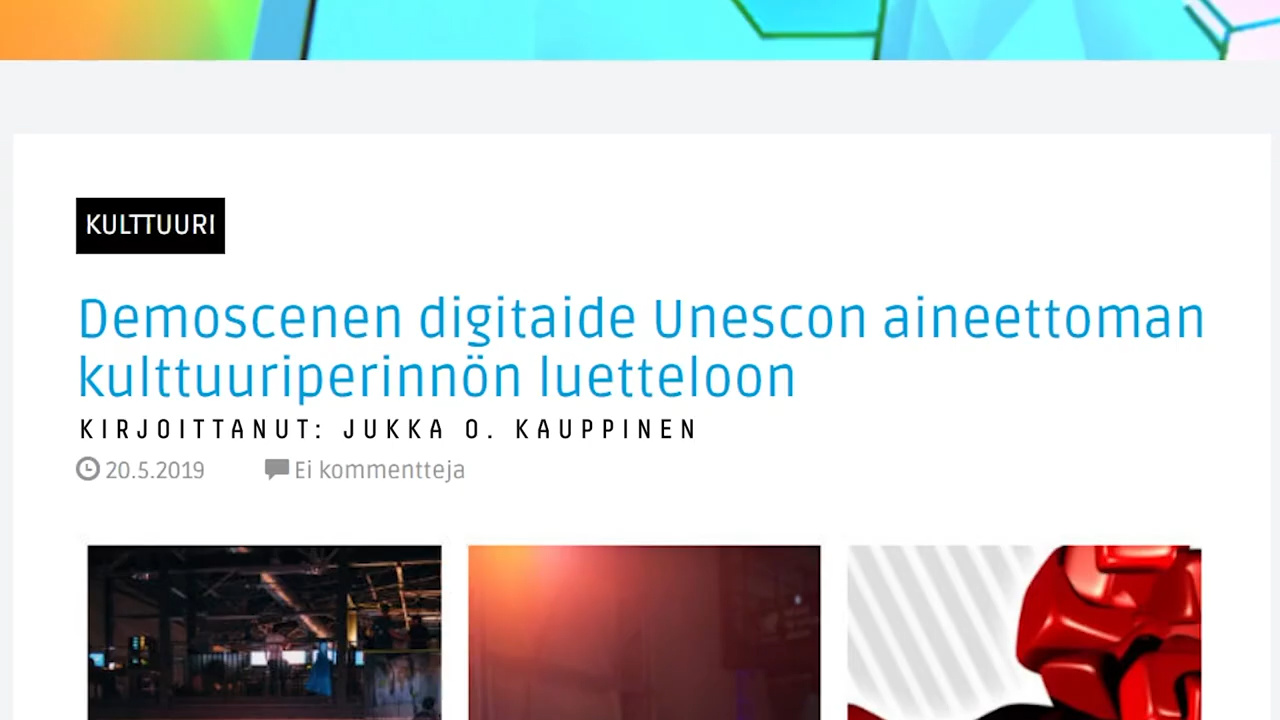 KULTTUURI
Demoscenen digitaide Unescon aineettoman
kulttuuriperinnön luetteloon
KIRJOITTANUT: JUKKA O. KAUPPINEN
20.5.2019 Ei kommentteja